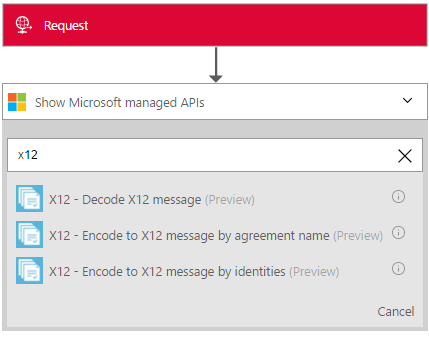 Request
Show Microsoft managed APIs
x12
X12 - Decode X12 message (Preview)
X12 - Encode to X12 message by agreement name (Preview)
X12 - Encode to X12 message by identities (Preview)
Cancel